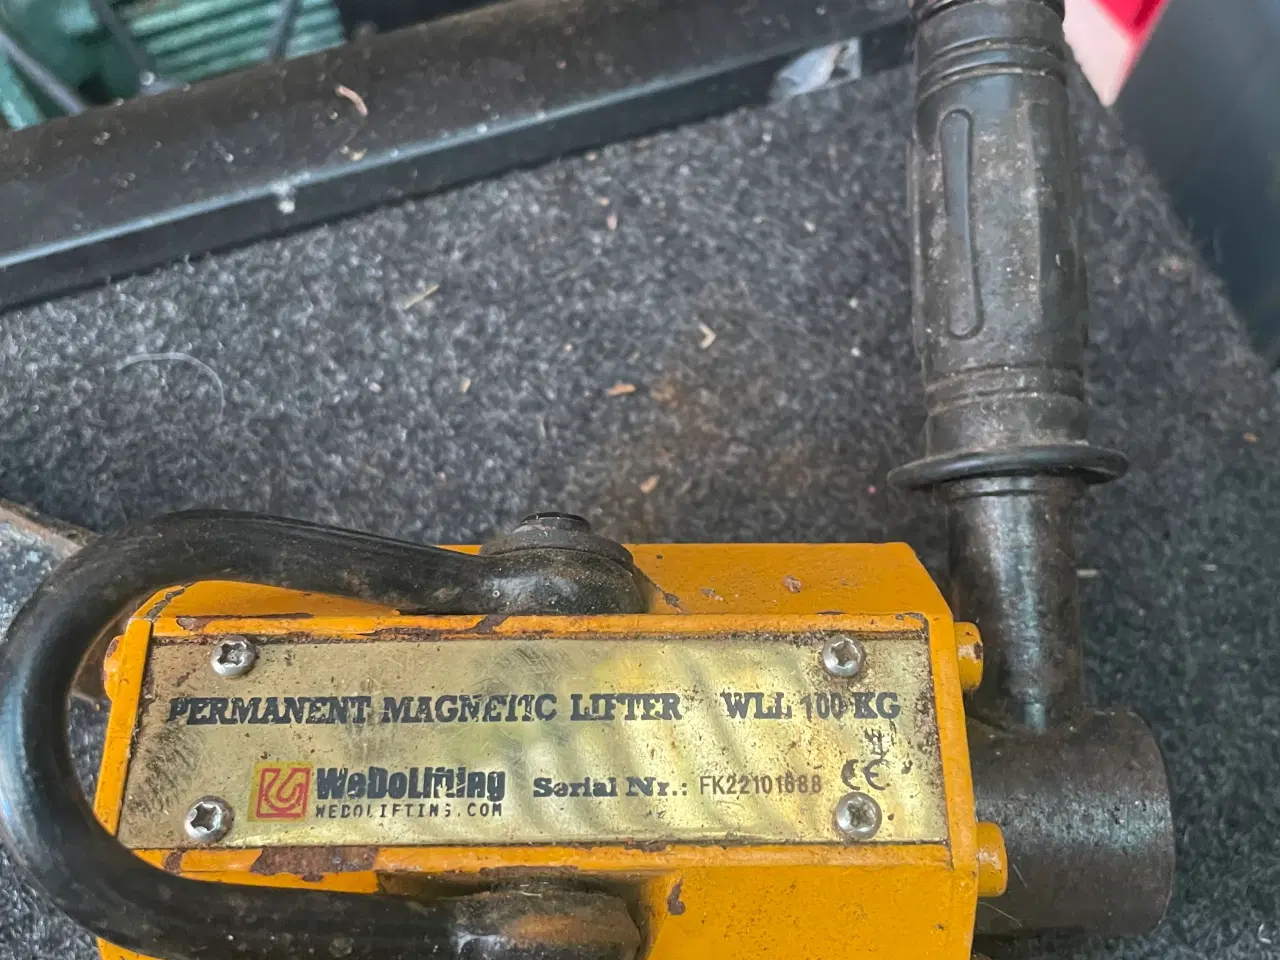 PERMANENT MAGNETIC LIFTER WLL 100 KG
WeDoLifting Serial Nr.: FK22101688 CE
WEDOLIFTING.COM